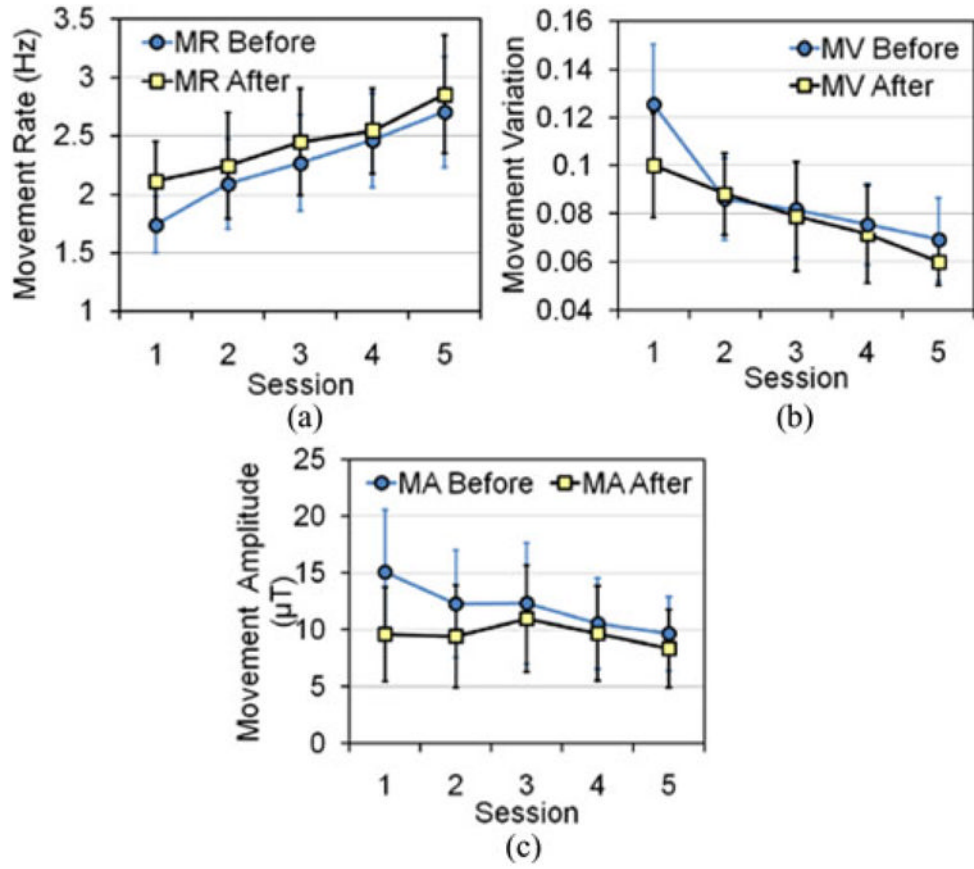 Movement Rate (Hz)
3.5
3
2.5
2
1.5
1
MR Before
MR After
1 2 3 4 5
Session
(a)
Movement Variation
0.16
0.14
0.12
0.1
0.08
0.06
0.04
MV Before
MV After
1 2 3 4 5
Session
(b)
Movement Amplitude
(µT)
25
20
15
10
5
0
MA Before MA After
1 2 3 4 5
Session
(c)